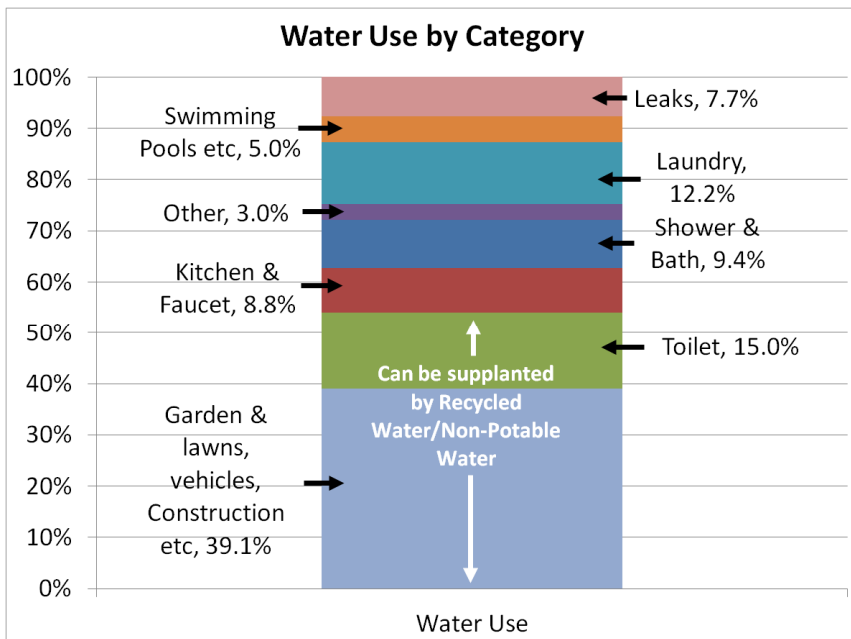 Water Use by Category
100%
90%
80%
70%
60%
50%
40%
30%
20%
10%
0%
Leaks, 7.7%
Swimming
Pools etc, 5.0%
Laundry,
12.2%
Other, 3.0%
Shower &
Bath, 9.4%
Kitchen &
Faucet, 8.8%
Toilet, 15.0%
Can be supplanted
by Recycled
Water/Non-Potable
Water
Garden &
lawns,
vehicles,
Construction
etc, 39.1%
Water Use